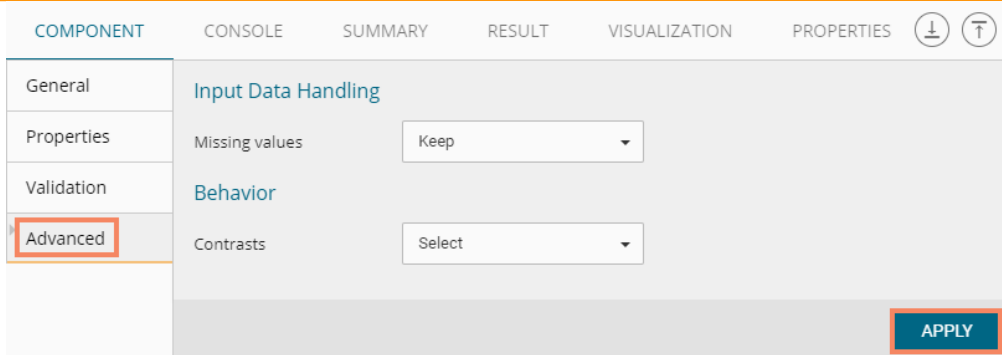 COMPONENT CONSOLE SUMMARY RESULT VISUALIZATION PROPERTIES
General
Properties
Validation
Advanced
Input Data Handling
Missing values Keep
Behavior
Contrasts Select
APPLY